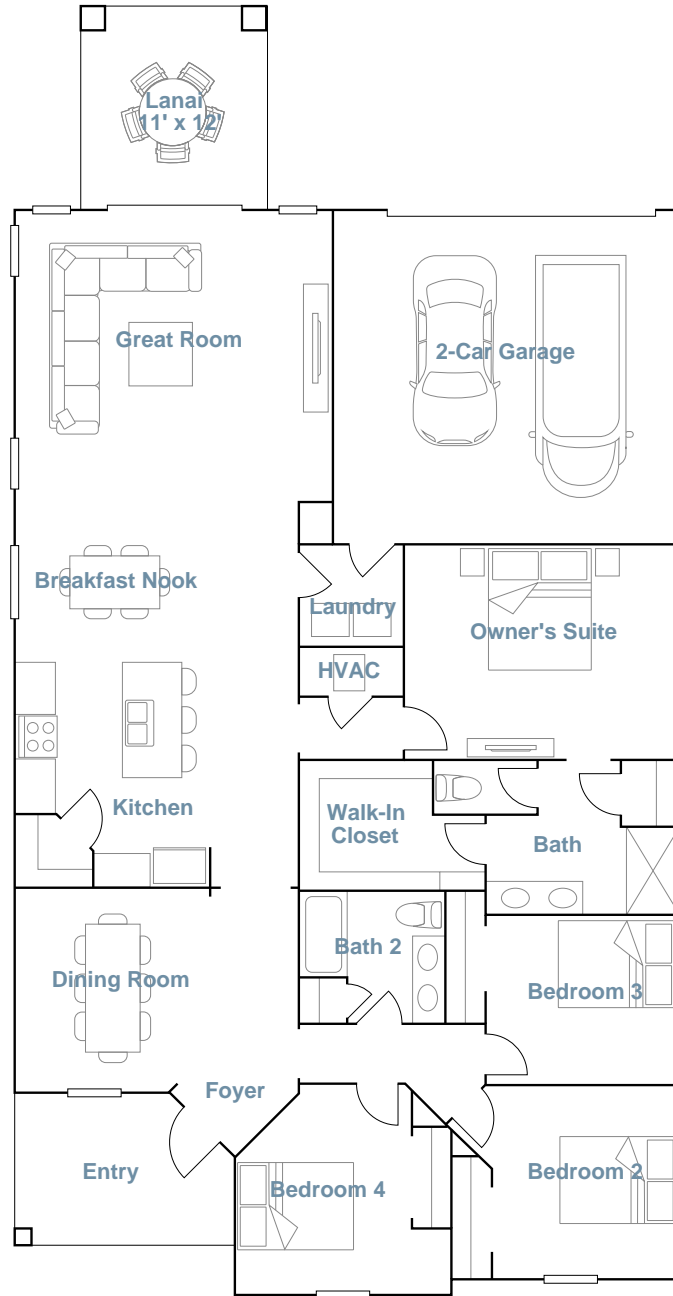 Lanai
11' x 12'
Great Room
2-Car Garage
Breakfast Nook
Laundry
Owner's Suite
HVAC
Kitchen
Walk-In
Closet
Bath
Bath 2
Dining Room
Bedroom 3
Foyer
Entry
Bedroom 4
Bedroom 2